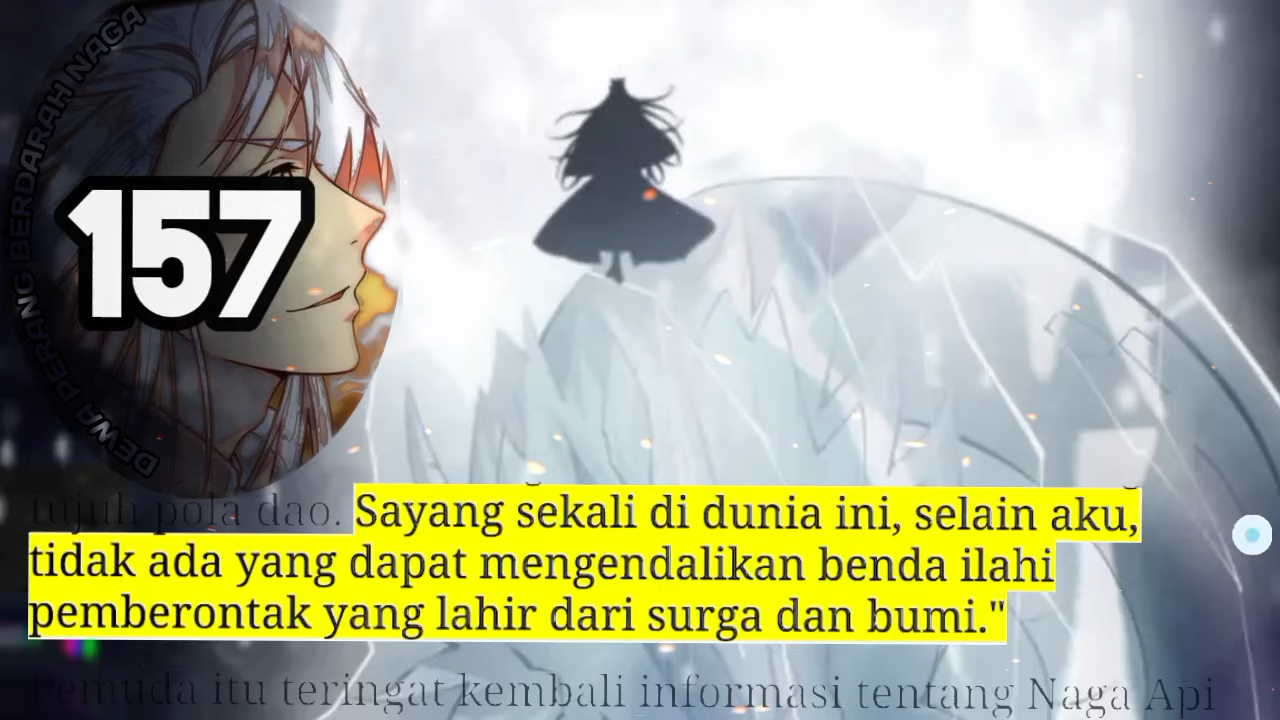 DEWA PERANG BERDARAH NAGA
157
tujuh pola dao. Sayang sekali di dunia ini, selain aku,
tidak ada yang dapat mengendalikan benda ilahi
pemberontak yang lahir dari surga dan bumi."
Pemuda itu teringat kembali informasi tentang Naga Api